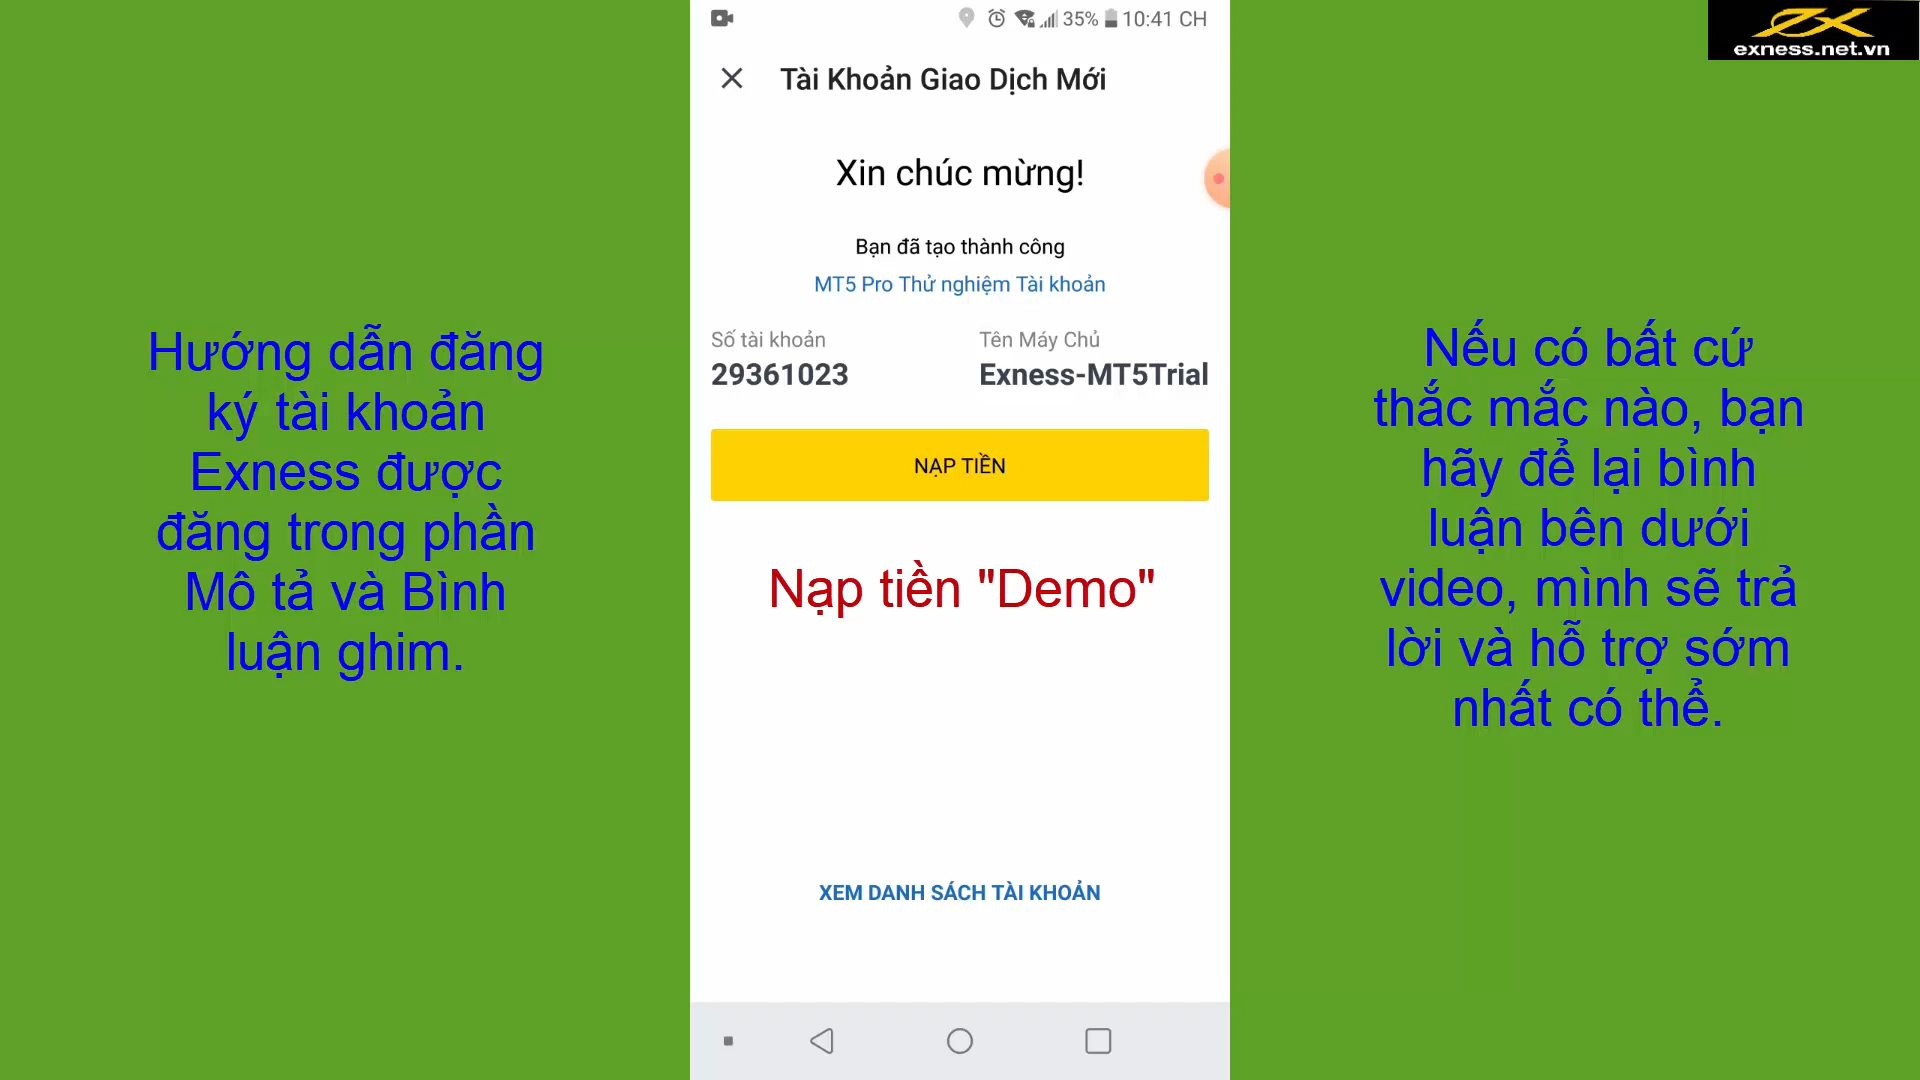 35% 10:41 CH
ex
exness.net.vn
Tài Khoản Giao Dịch Mới
Xin chúc mừng!
Bạn đã tạo thành công
MT5 Pro Thử nghiệm Tài khoản
Số tài khoản
29361023
Tên Máy Chủ
Exness-MT5Trial
NẠP TIỀN
Nạp tiền "Demo"
XEM DANH SÁCH TÀI KHOẢN
Hướng dẫn đăng
ký tài khoản
Exness được
đăng trong phần
Mô tả và Bình
luận ghim.
Nếu có bất cứ
thắc mắc nào, bạn
hãy để lại bình
luận bên dưới
video, mình sẽ trả
lời và hỗ trợ sớm
nhất có thể.